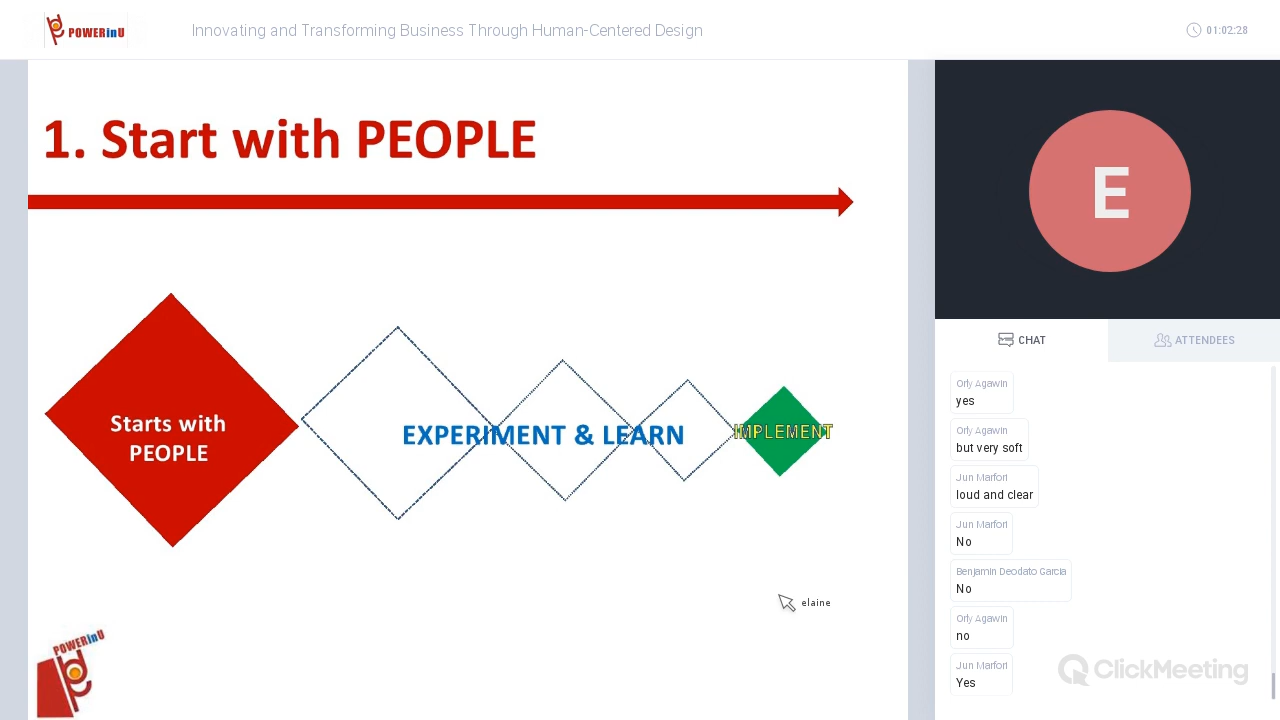 POWERinU
Innovating and Transforming Business Through Human-Centered Design
01:02:28
1. Start with PEOPLE
Starts with
PEOPLE
EXPERIMENT & LEARN
IMPLEMENT
elaine
POWERinU
E
CHAT
ATTENDEES
Orly Agawin
yes
Orly Agawin
but very soft
Jun Marfori
loud and clear
Jun Marfori
No
Benjamin Deodato Garcia
No
Orly Agawin
no
Jun Marfori
Yes
ClickMeeting